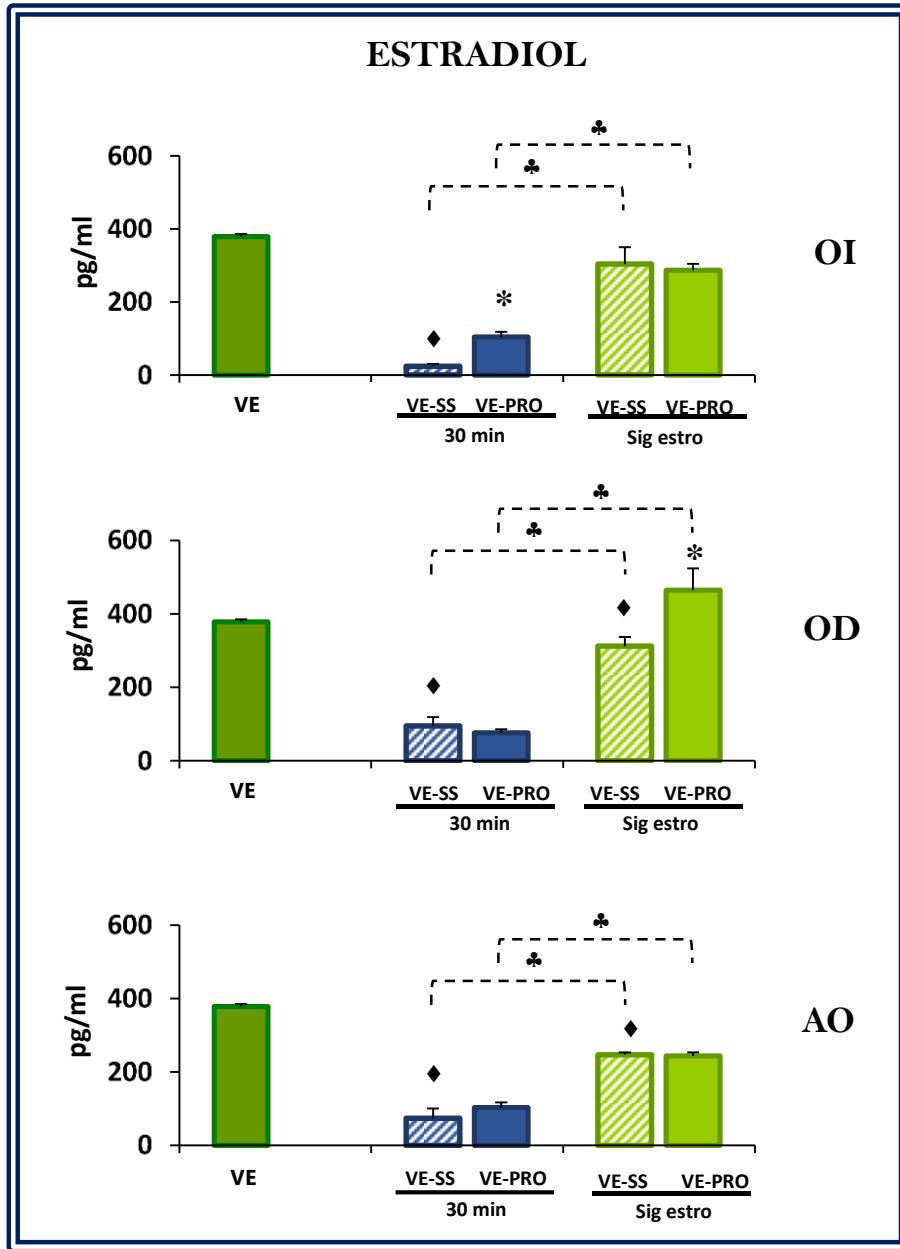 ESTRADIOL
♣
♣
600
400
200
0
pg/ml
OI
♦
*
VE
VE-SS VE-PRO
VE-SS VE-PRO
30 min
Sig estro
♣
♣
600
400
200
0
pg/ml
OD
♦
♦
*
VE
VE-SS VE-PRO
VE-SS VE-PRO
30 min
Sig estro
♣
♣
600
400
200
0
pg/ml
AO
♦
♦
VE
VE-SS VE-PRO
VE-SS VE-PRO
30 min
Sig estro